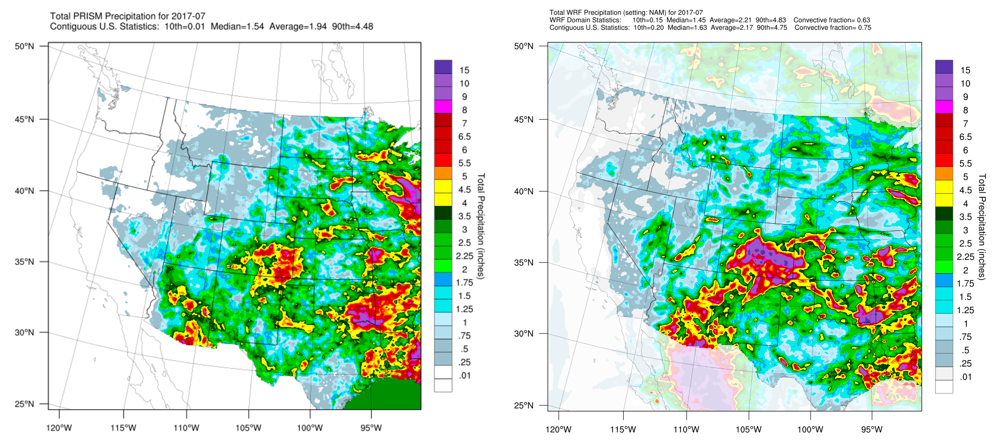 Total PRISM Precipitation for 2017-07
Contiguous U.S. Statistics: 10th=0.01 Median=1.54 Average=1.94 90th=4.48
50°N
45°N
40°N
35°N
30°N
25°N
120°W
115°W
110°W
105°W
100°W
95°W
15
10
9
8
7
6.5
6
5.5
5
4.5
4
3.5
3
2.5
2.25
2
1.75
1.5
1.25
1
.75
.5
.25
.01
Total Precipitation (inches)
Total WRF Precipitation (setting: NAM) for 2017-07
WRF Domain Statistics: 10th=0.15 Median=1.45 Average=2.21 90th=4.83 Convective fraction= 0.63
Contiguous U.S. Statistics: 10th=0.20 Median=1.63 Average=2.17 90th=4.75 Convective fraction= 0.75
50°N
45°N
40°N
35°N
30°N
25°N
120°W
115°W
110°W
105°W
100°W
95°W
15
10
9
8
7
6.5
6
5.5
5
4.5
4
3.5
3
2.5
2.25
2
1.75
1.5
1.25
1
.75
.5
.25
.01
Total Precipitation (inches)